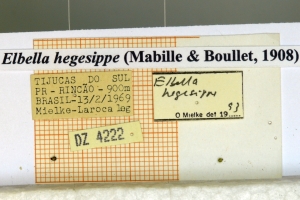 Elbella hegesippe (Mabille & Boullet, 1908)
TIJUCAS DO SUL
PR-RINCÃO-900m
BRASIL-13/2/1969
Mielke-Laroca leg
Elbella
hegesippe
93
O Mielke det 19.....
DZ 4222